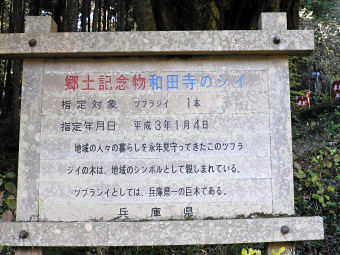 郷土記念物和田寺のシイ
指定対象　ツブラジイ　1本
指定年月日　平成3年1月4日
地域の人々の暮らしを永年見守ってきたこのツブラ
ジイの木は、地域のシンボルとして親しまれている。
ツブラジイとしては、兵庫県一の巨木である。
兵庫県